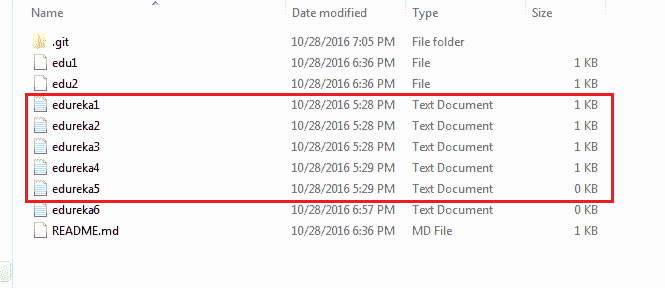 Name Date modified Type Size
.git 10/28/2016 7:05 PM File folder
edu1 10/28/2016 6:36 PM File 1 KB
edu2 10/28/2016 6:36 PM File 1 KB
edureka1 10/28/2016 5:28 PM Text Document 1 KB
edureka2 10/28/2016 5:28 PM Text Document 1 KB
edureka3 10/28/2016 5:28 PM Text Document 1 KB
edureka4 10/28/2016 5:29 PM Text Document 1 KB
edureka5 10/28/2016 5:29 PM Text Document 0 KB
edureka6 10/28/2016 6:57 PM Text Document 0 KB
README.md 10/28/2016 6:36 PM MD File 1 KB